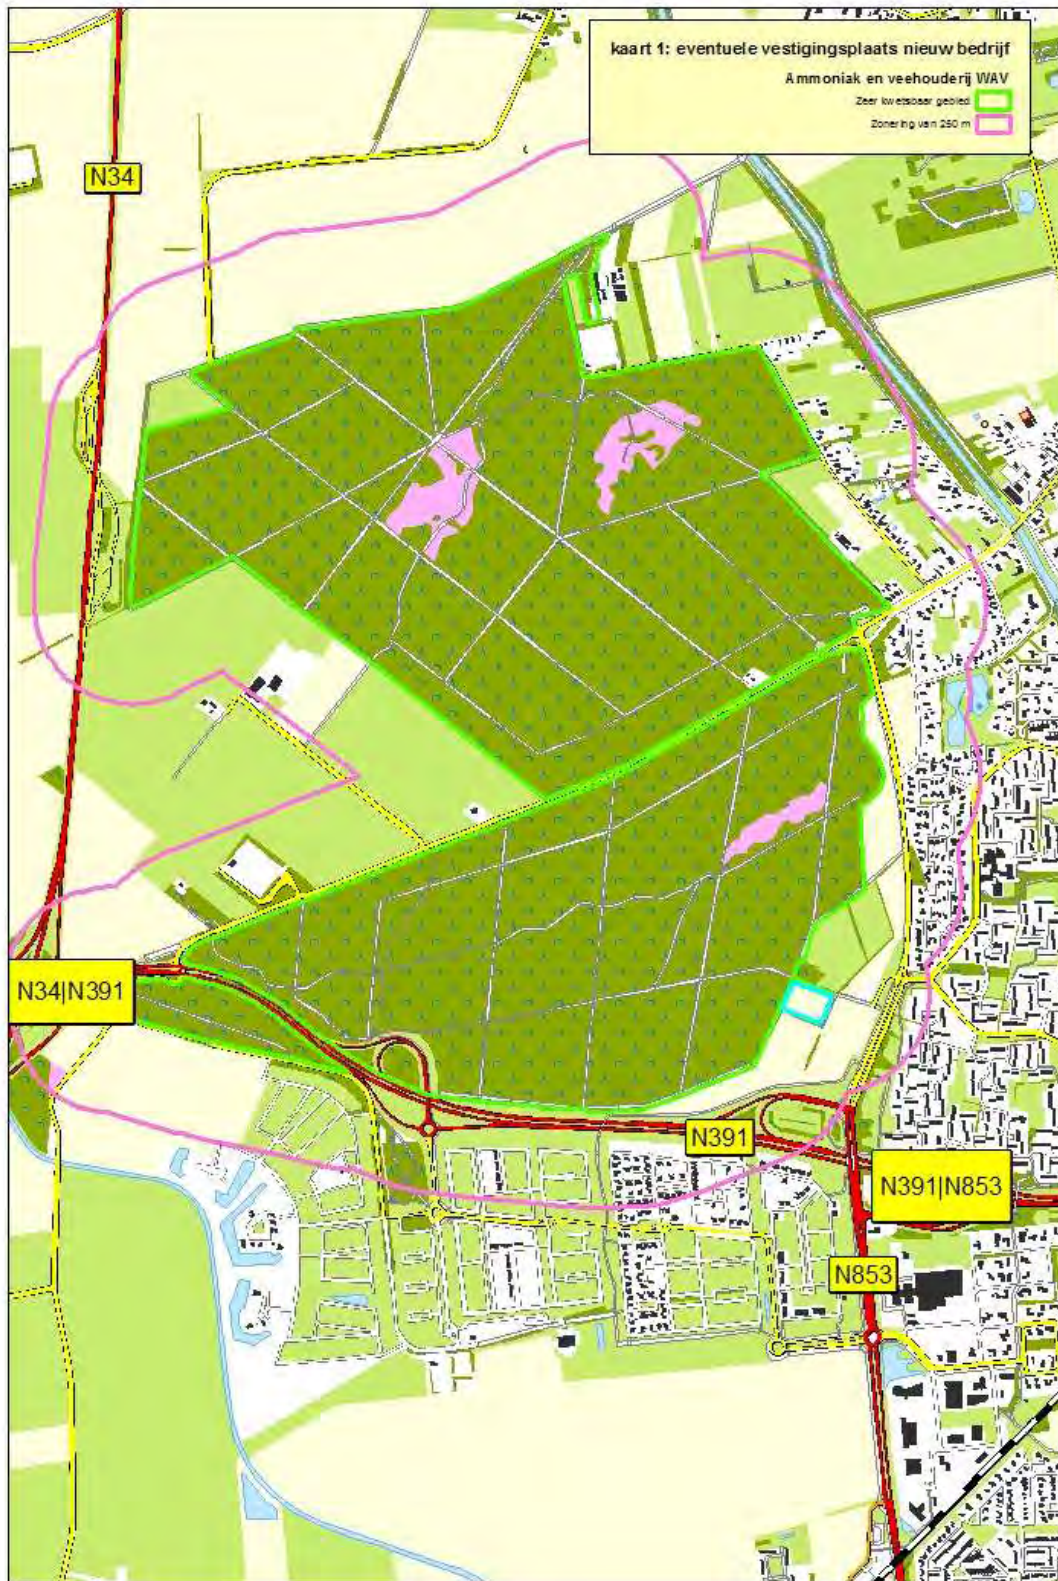 kaart 1: eventuele vestigingsplaats nieuw bedrijf
Ammoniak en veehouderij WAV
Zeer kwetsbaar gebied
Zonering van 250 m
N34
N34|N391
N391
N391|N853
N853